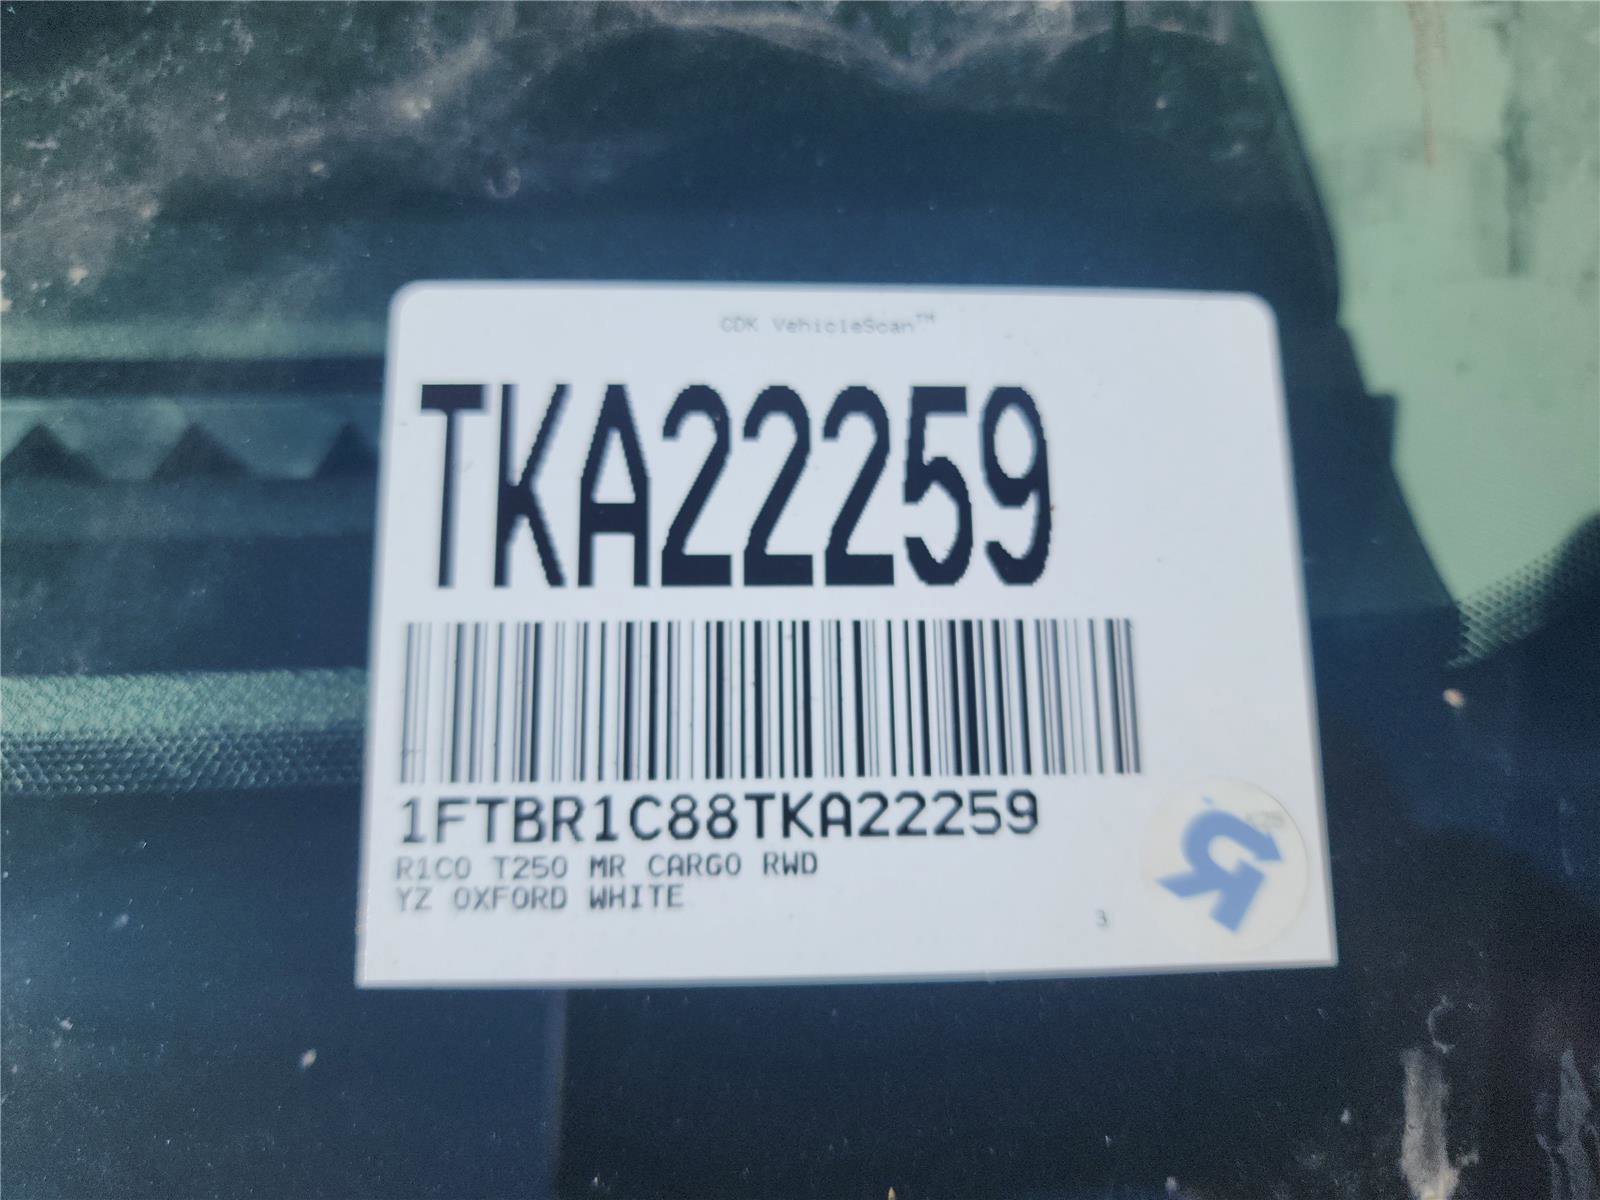 CDK VehicleScan™
TKA22259
1FTBR1C88TKA22259
R1C0 T250 MR CARGO RWD
YZ OXFORD WHITE
3